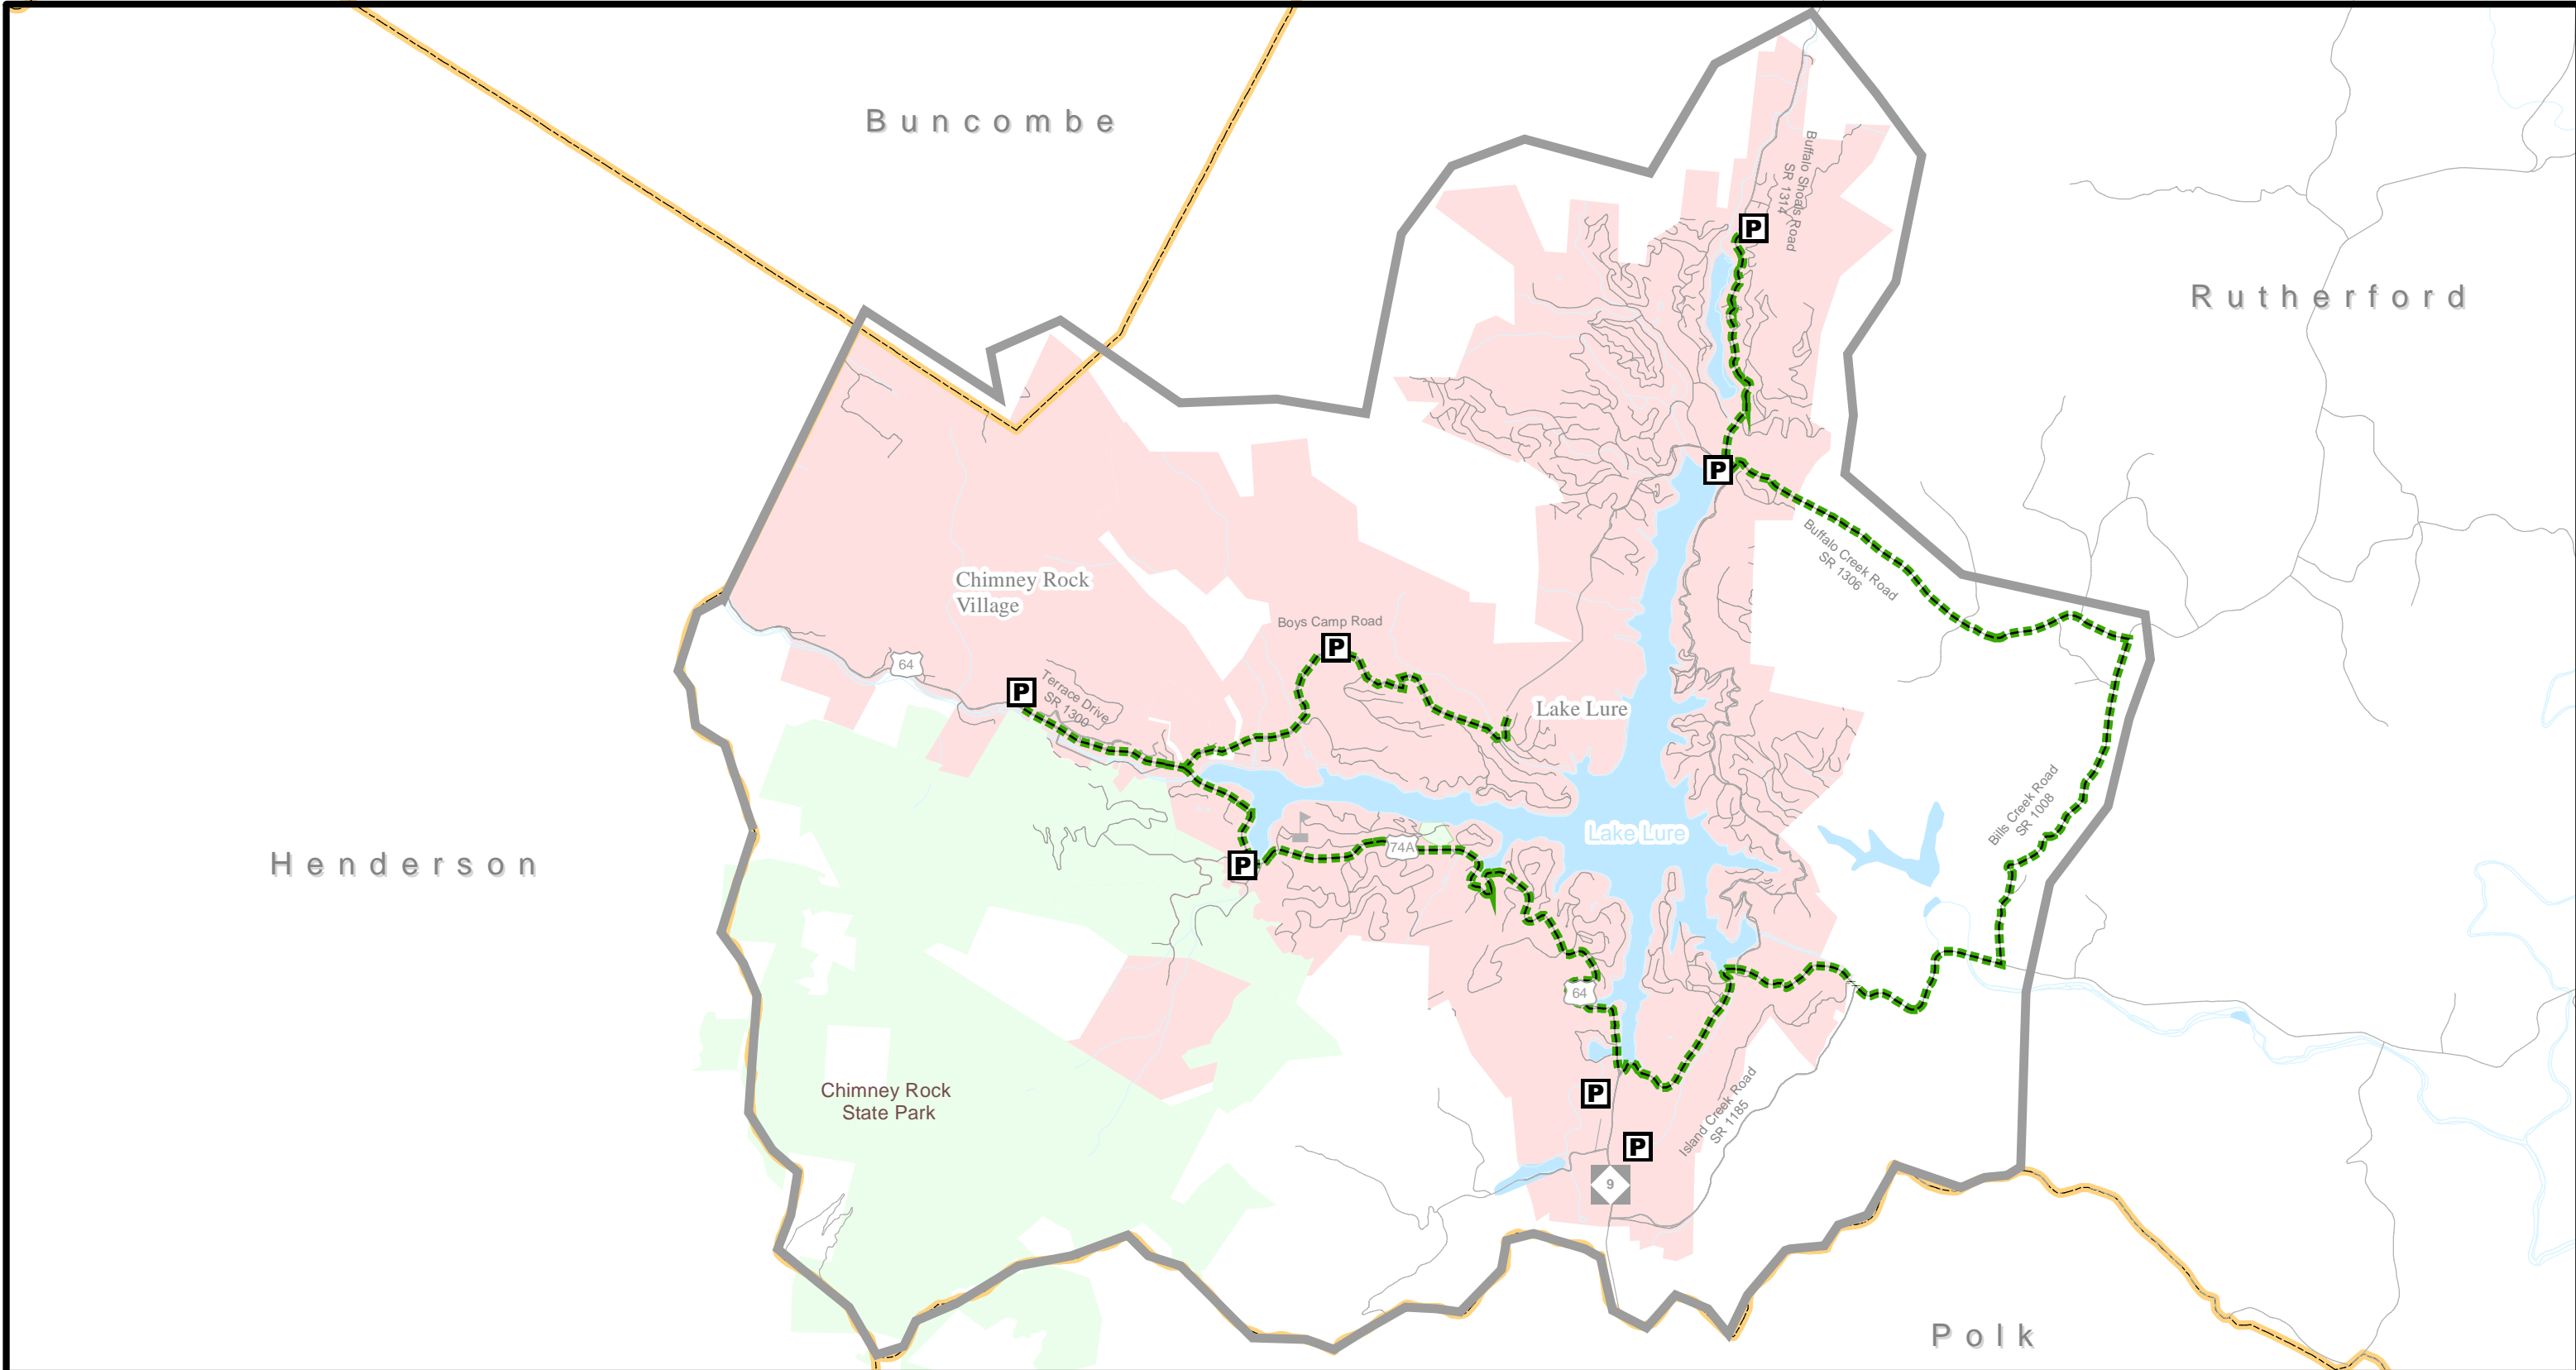 Buncombe
Buffalo Shoals Road
SR 1314
P
Rutherford
P
Buffalo Creek Road
SR 1306
Chimney Rock
Village
Boys Camp Road
P
64
P
Terrace Drive
SR 1300
Lake Lure
Bills Creek Road
SR 1008
Lake Lure
74A
Henderson
P
64
Chimney Rock
State Park
P
Island Creek Road
SR 1185
P
9
Polk